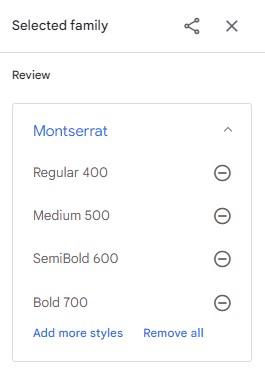 Selected family
Review
Montserrat
Regular 400
Medium 500
SemiBold 600
Bold 700
Add more styles Remove all